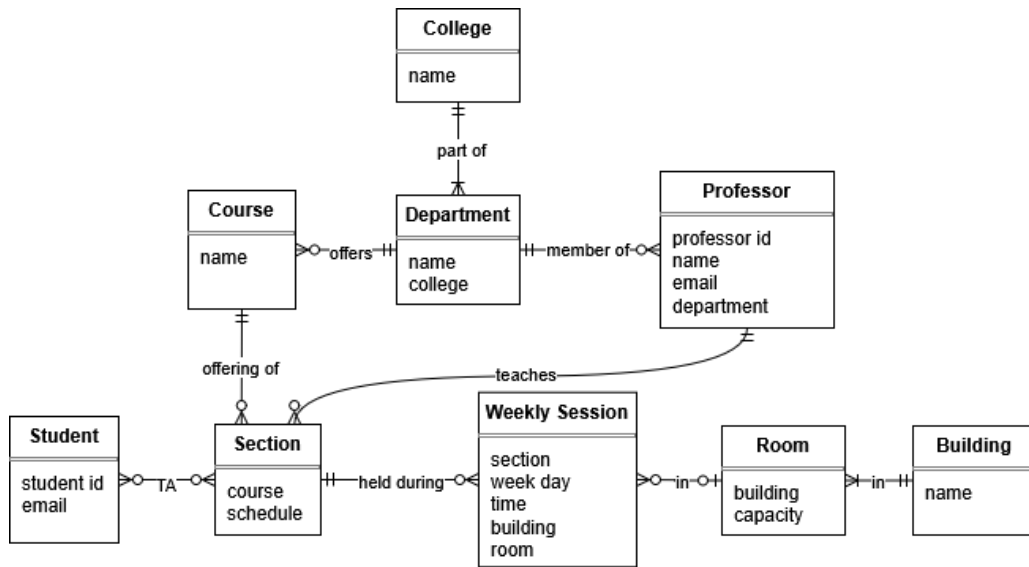 College
name
part of
Course
name
offers
Department
name
college
member of
Professor
professor id
name
email
department
offering of
teaches
Student
student id
email
TA
Section
course
schedule
held during
Weekly Session
section
week day
time
building
room
in
Room
building
capacity
in
Building
name